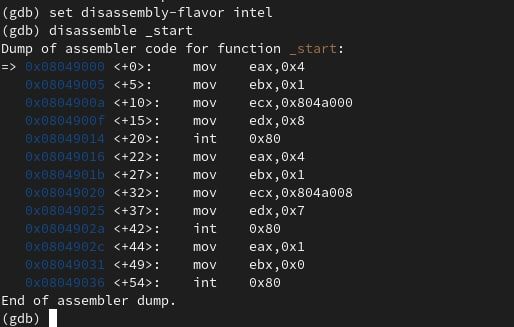 (gdb) set disassembly-flavor intel
(gdb) disassemble _start
Dump of assembler code for function _start:
=> 0x08049000 <+0>:     mov    eax,0x4
   0x08049005 <+5>:     mov    ebx,0x1
   0x0804900a <+10>:    mov    ecx,0x804a000
   0x0804900f <+15>:    mov    edx,0x8
   0x08049014 <+20>:    int    0x80
   0x08049016 <+22>:    mov    eax,0x4
   0x0804901b <+27>:    mov    ebx,0x1
   0x08049020 <+32>:    mov    ecx,0x804a008
   0x08049025 <+37>:    mov    edx,0x7
   0x0804902a <+42>:    int    0x80
   0x0804902c <+44>:    mov    eax,0x1
   0x08049031 <+49>:    mov    ebx,0x0
   0x08049036 <+54>:    int    0x80
End of assembler dump.
(gdb)